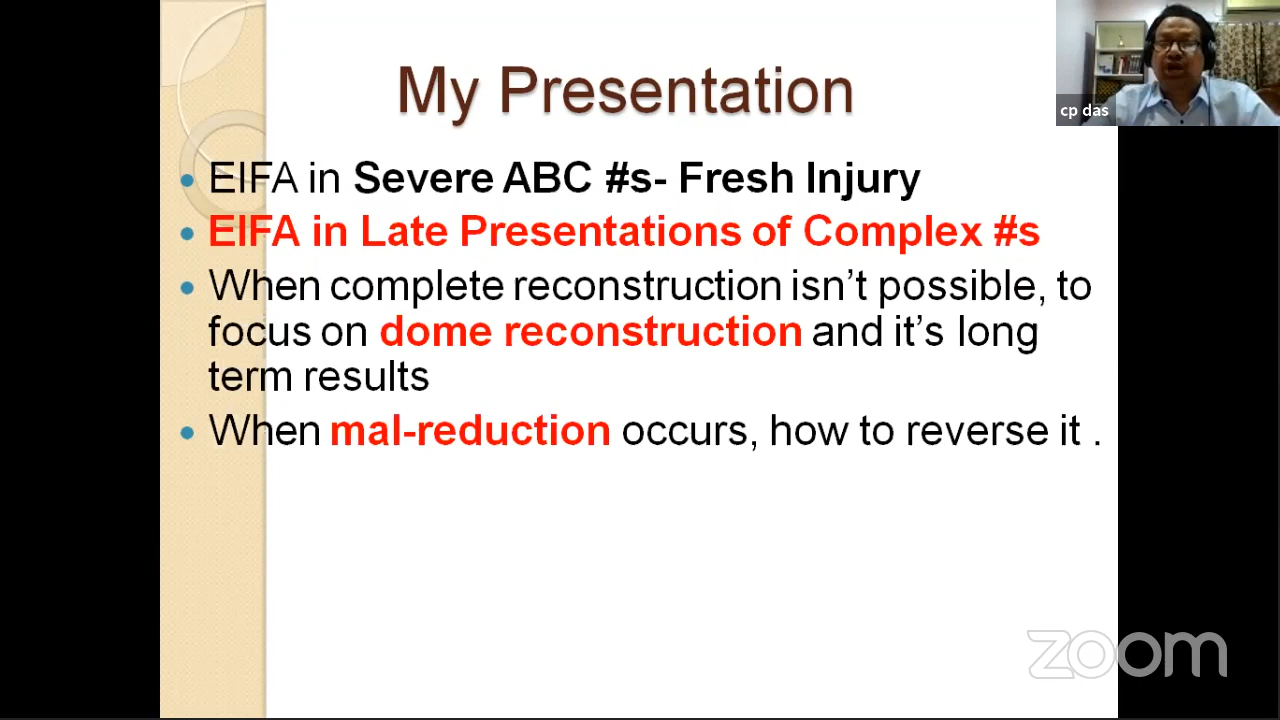 My Presentation
EIFA in Severe ABC #s- Fresh Injury
EIFA in Late Presentations of Complex #s
When complete reconstruction isn't possible, to
focus on dome reconstruction and it's long
term results
When mal-reduction occurs, how to reverse it .
cp das
zoom